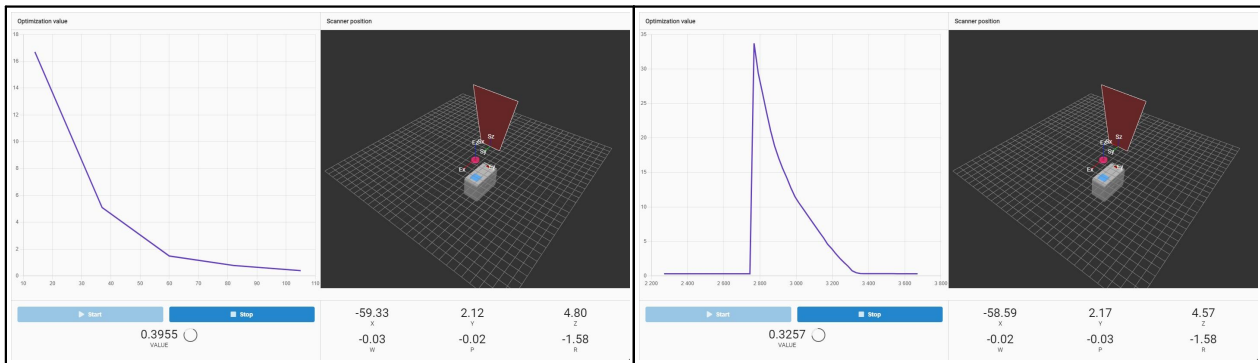 Optimization value
Scanner position
18
16
14
12
10
8
6
4
2
0
10 20 30 40 50 60 70 80 90 100 110
Sz
Sy
Ex
Start
Stop
0.3955
VALUE
-59.33 2.12 4.80
X Y Z
-0.03 -0.02 -1.58
W P R
Optimization value
Scanner position
35
30
25
20
15
10
5
0
2 200 2 400 2 600 2 800 3 000 3 200 3 400 3 600 3 800
Sz
Sy
Ex
Start
Stop
0.3257
VALUE
-58.59 2.17 4.57
X Y Z
-0.02 -0.03 -1.58
W P R